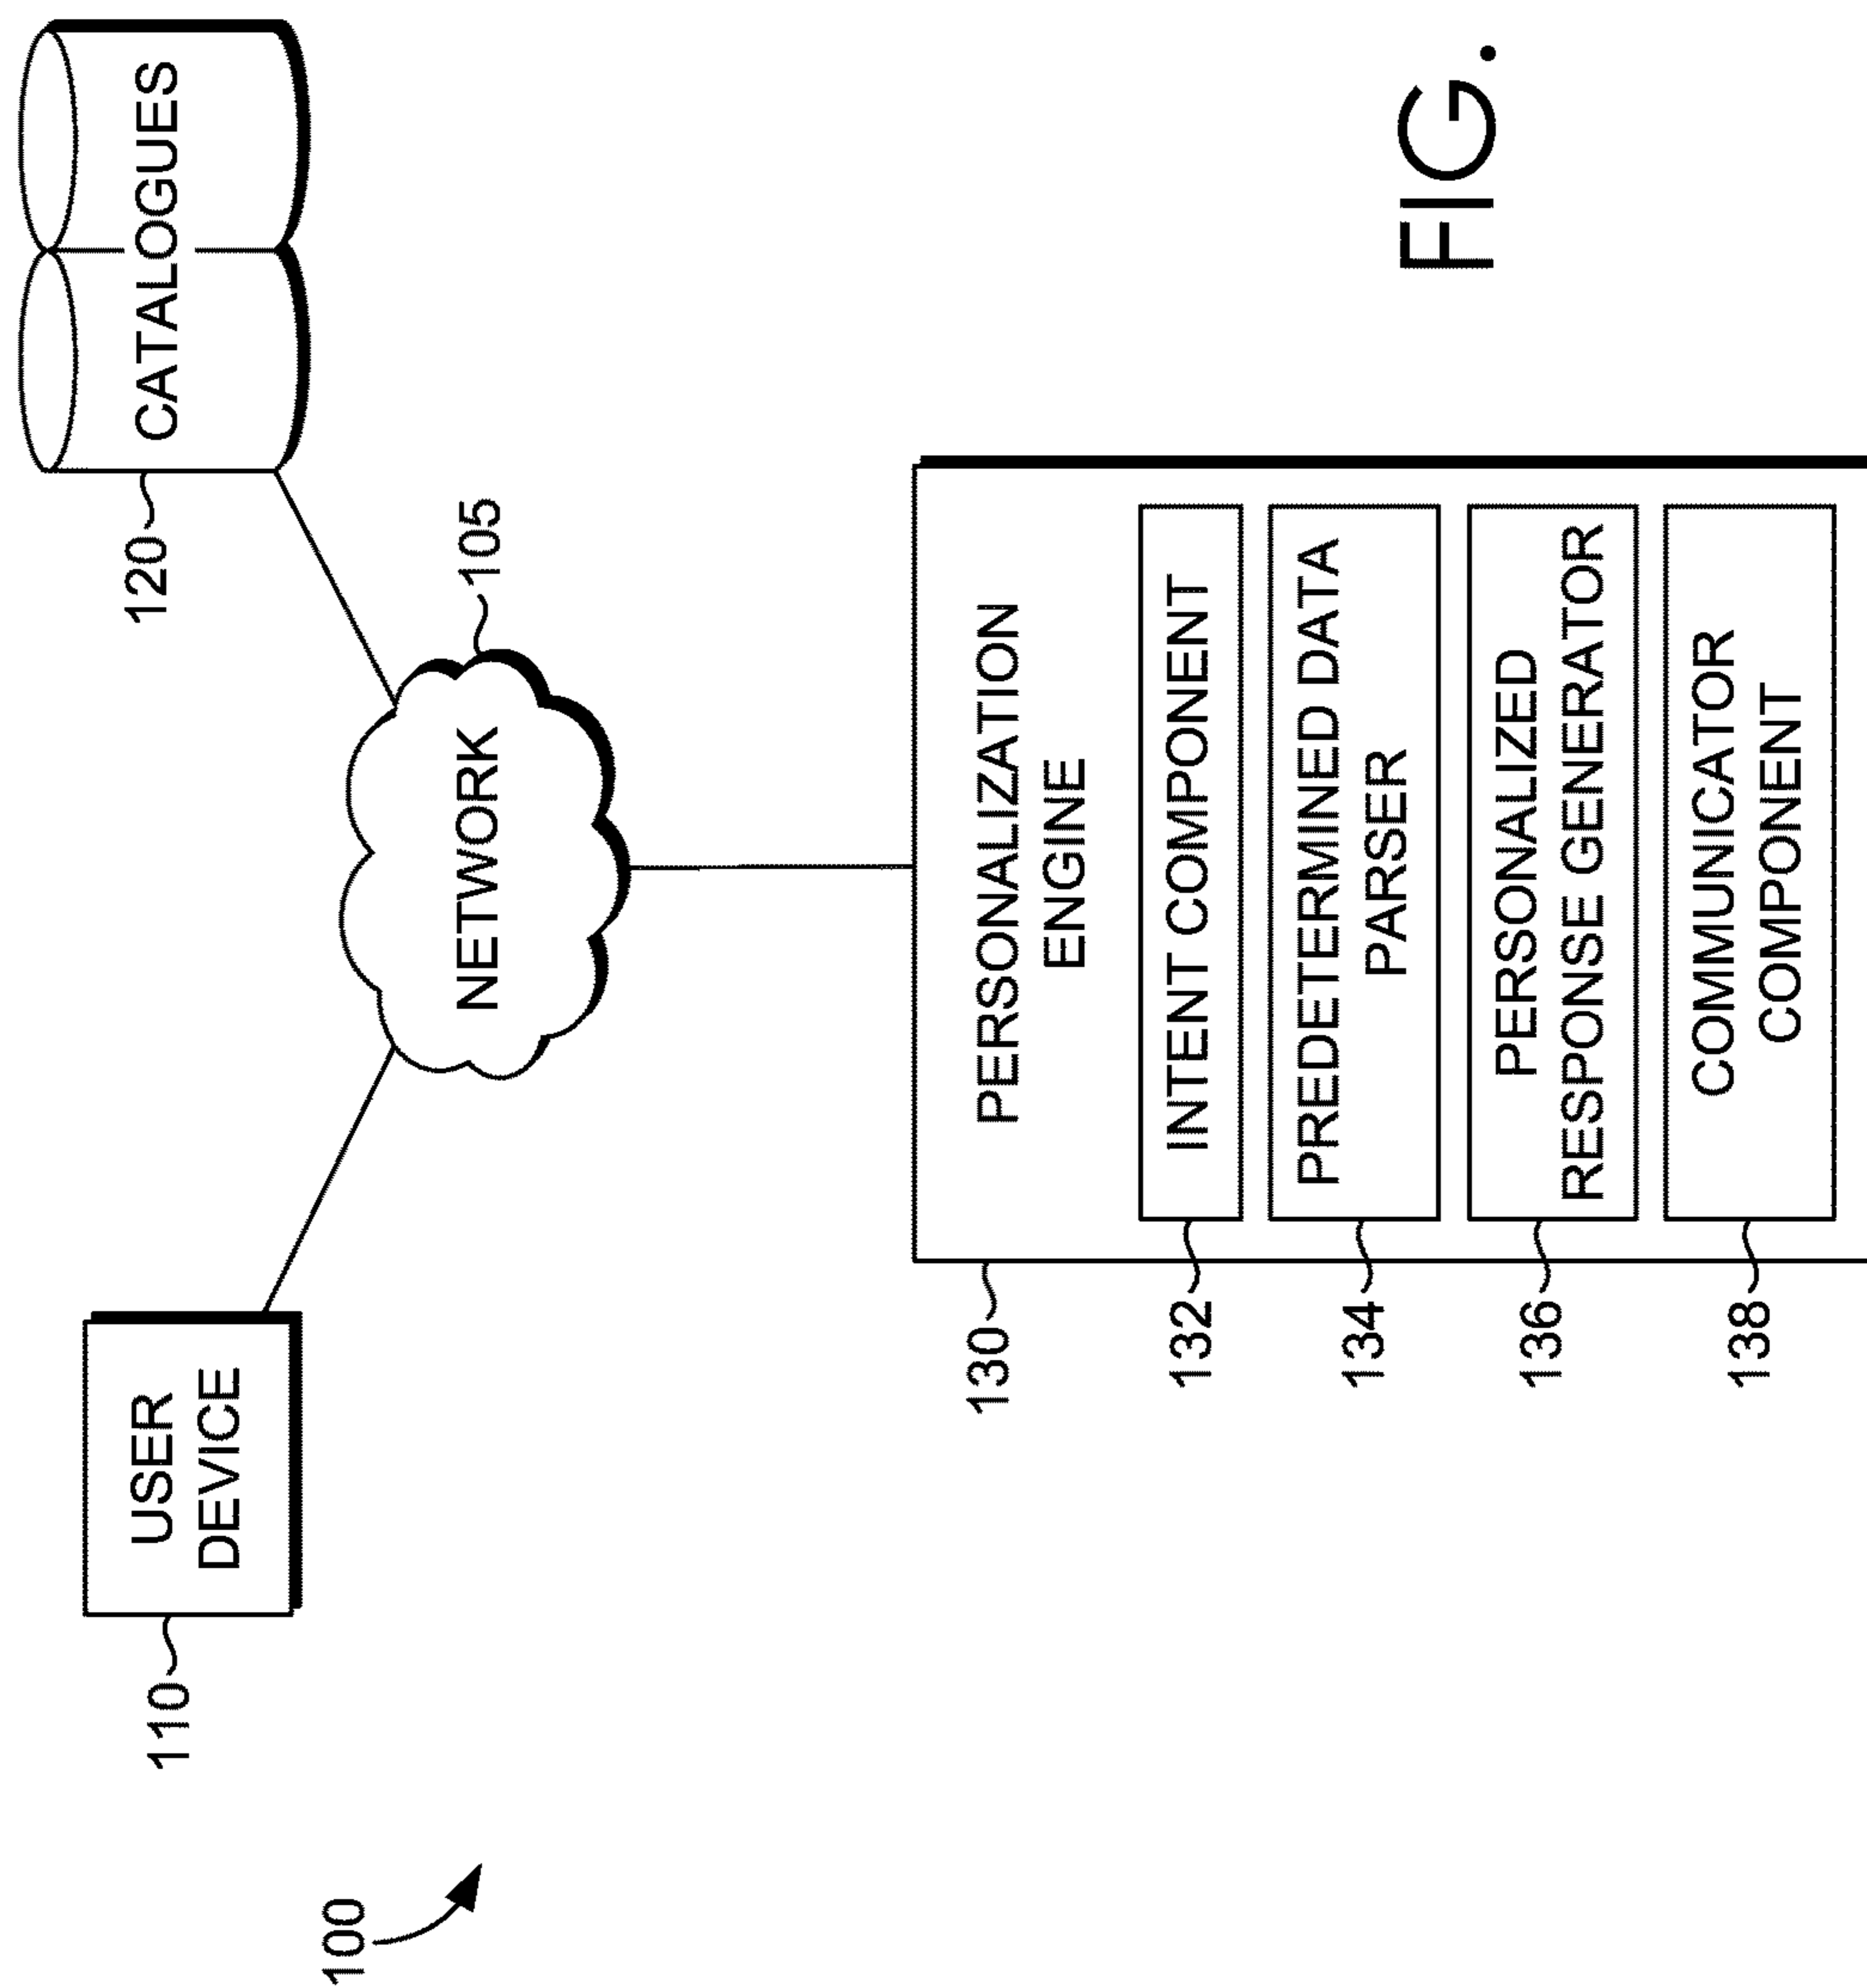 100
110
USER
DEVICE
120
CATALOGUES
NETWORK
105
130
PERSONALIZATION
ENGINE
132
INTENT COMPONENT
134
PREDETERMINED DATA
PARSER
136
PERSONALIZED
RESPONSE GENERATOR
138
COMMUNICATOR
COMPONENT
FIG.